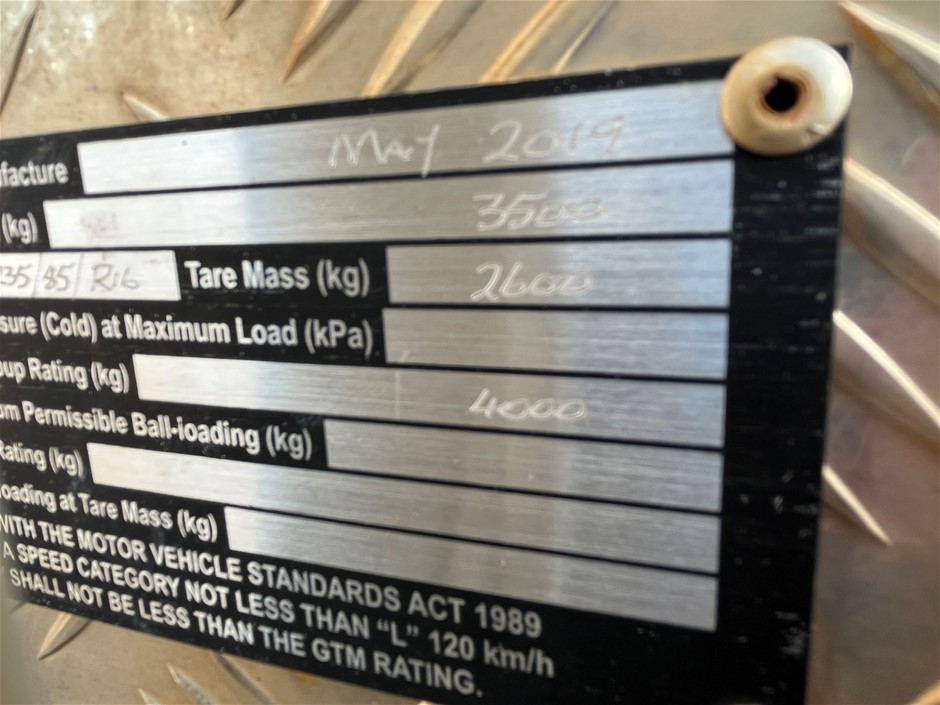 facture MAY 2019
(kg) 3500
235/85/R16 Tare Mass (kg) 2600
sure (Cold) at Maximum Load (kPa)
oup Rating (kg) 4000
um Permissible Ball-loading (kg)
Rating (kg)
oading at Tare Mass (kg)
WITH THE MOTOR VEHICLE STANDARDS ACT 1989
A SPEED CATEGORY NOT LESS THAN “L” 120 km/h
SHALL NOT BE LESS THAN THE GTM RATING.